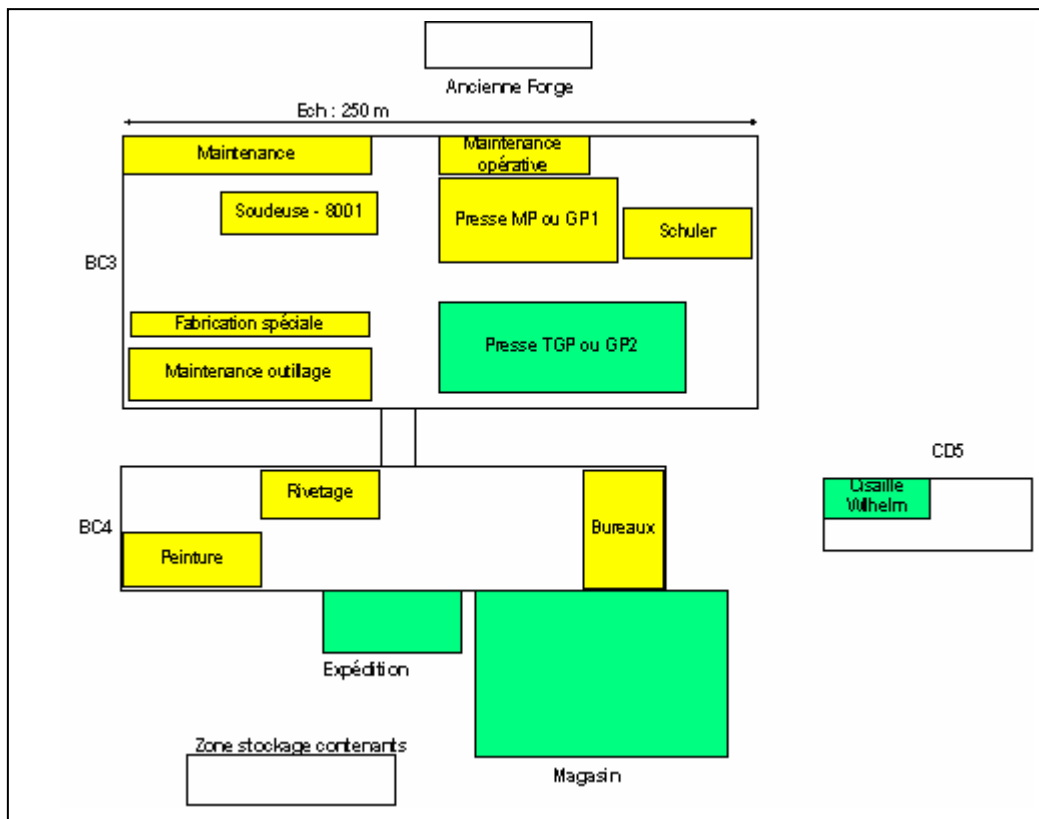 Ancienne Forge
Ech : 250 m
Maintenance
Maintenance
opérative
Soudeuse - 8001
Presse MP ou GP1
Schuler
BC3
Fabrication spéciale
Presse TGP ou GP2
Maintenance outillage
CD5
Cisaille
Wilhelm
Rivetage
BC4
Bureaux
Peinture
Expédition
Zone stockage contenants
Magasin